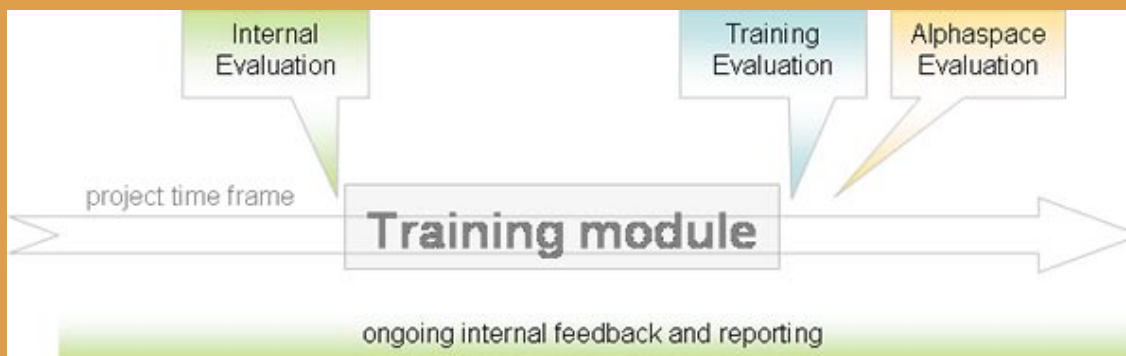 Internal
Evaluation
Training
Evaluation
Alphaspace
Evaluation
project time frame
Training module
ongoing internal feedback and reporting